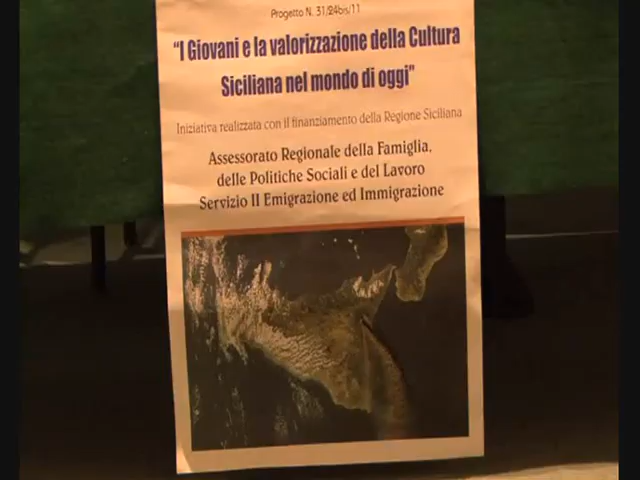 Progetto N. 31/24bis/11
"I Giovani e la valorizzazione della Cultura
Siciliana nel mondo di oggi"
Iniziativa realizzata con il finanziamento della Regione Siciliana
Assessorato Regionale della Famiglia,
delle Politiche Sociali e del Lavoro
Servizio II Emigrazione ed Immigrazione